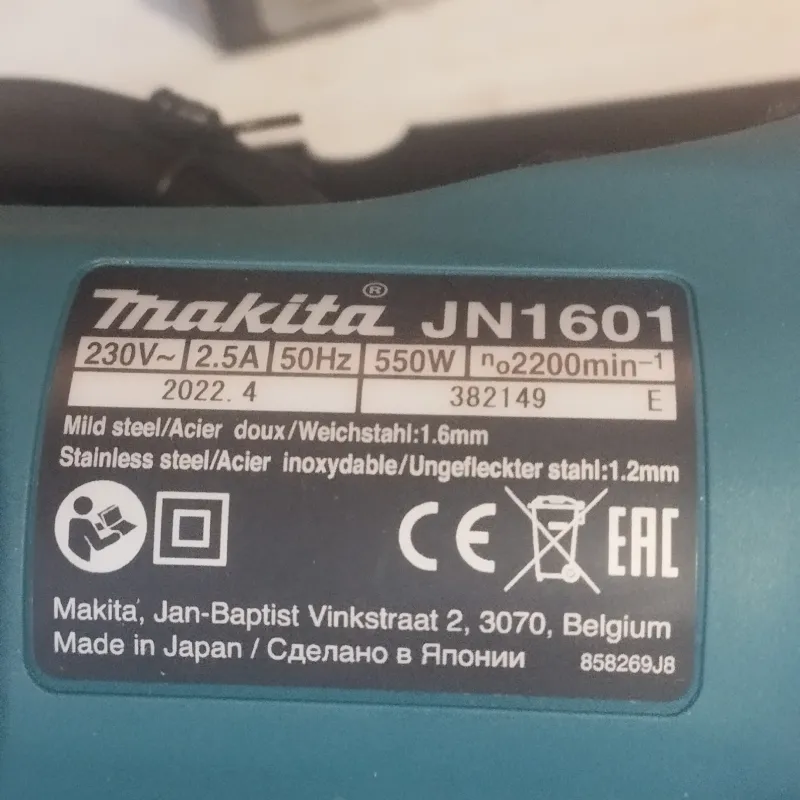 makita® JN1601
230V~ 2.5A 50Hz 550W n₀2200min⁻¹
2022.4 382149 E
Mild steel/Acier doux/Weichstahl:1.6mm
Stainless steel/Acier inoxydable/Ungefleckter stahl:1.2mm
CE EAC
Makita, Jan-Baptist Vinkstraat 2, 3070, Belgium
Made in Japan / Сделано в Японии 858269J8